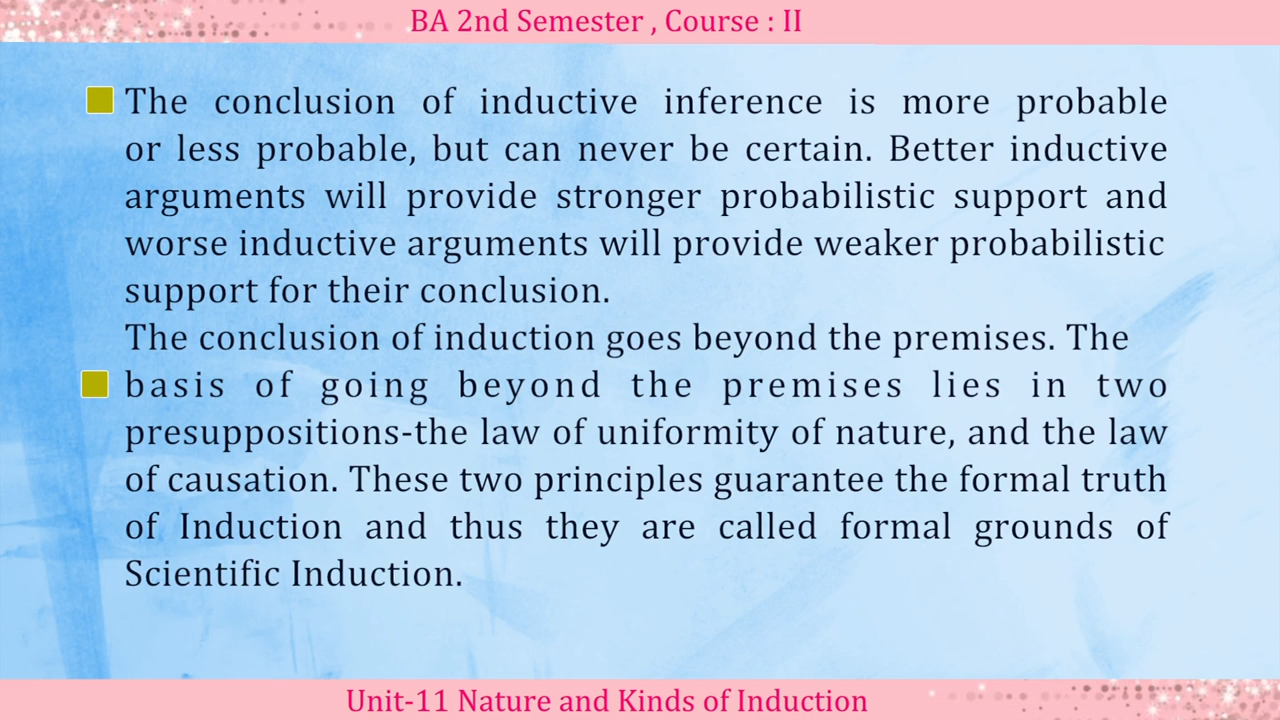 BA 2nd Semester , Course : II
The conclusion of inductive inference is more probable
or less probable, but can never be certain. Better inductive
arguments will provide stronger probabilistic support and
worse inductive arguments will provide weaker probabilistic
support for their conclusion.
The conclusion of induction goes beyond the premises. The
basis of going beyond the premises lies in two
presuppositions-the law of uniformity of nature, and the law
of causation. These two principles guarantee the formal truth
of Induction and thus they are called formal grounds of
Scientific Induction.
Unit-11 Nature and Kinds of Induction